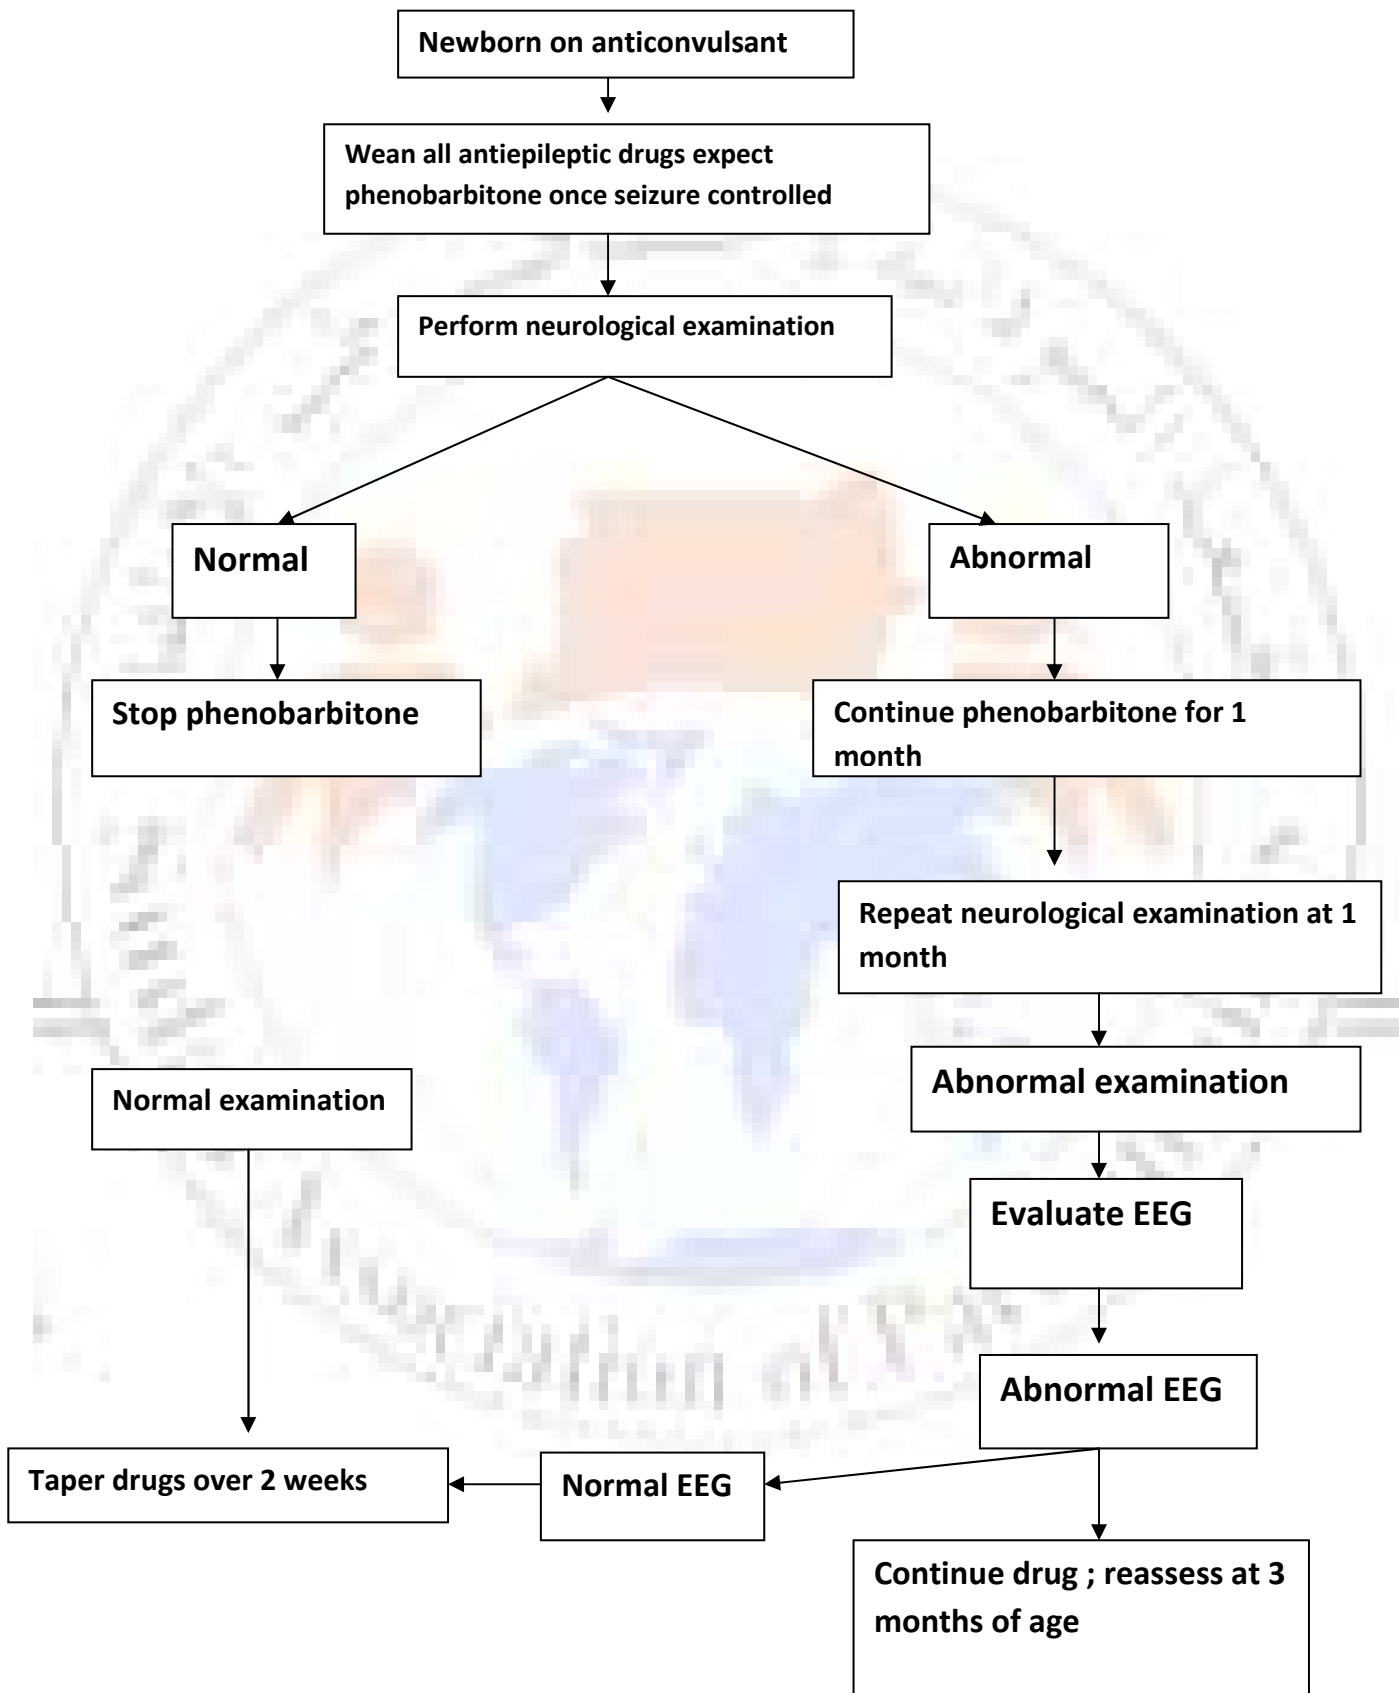 Newborn on anticonvulsant
Wean all antiepileptic drugs expect
phenobarbitone once seizure controlled
Perform neurological examination
Normal
Abnormal
Stop phenobarbitone
Continue phenobarbitone for 1
month
Repeat neurological examination at 1
month
Abnormal examination
Normal examination
Evaluate EEG
Abnormal EEG
Taper drugs over 2 weeks
Normal EEG
Continue drug ; reassess at 3
months of age